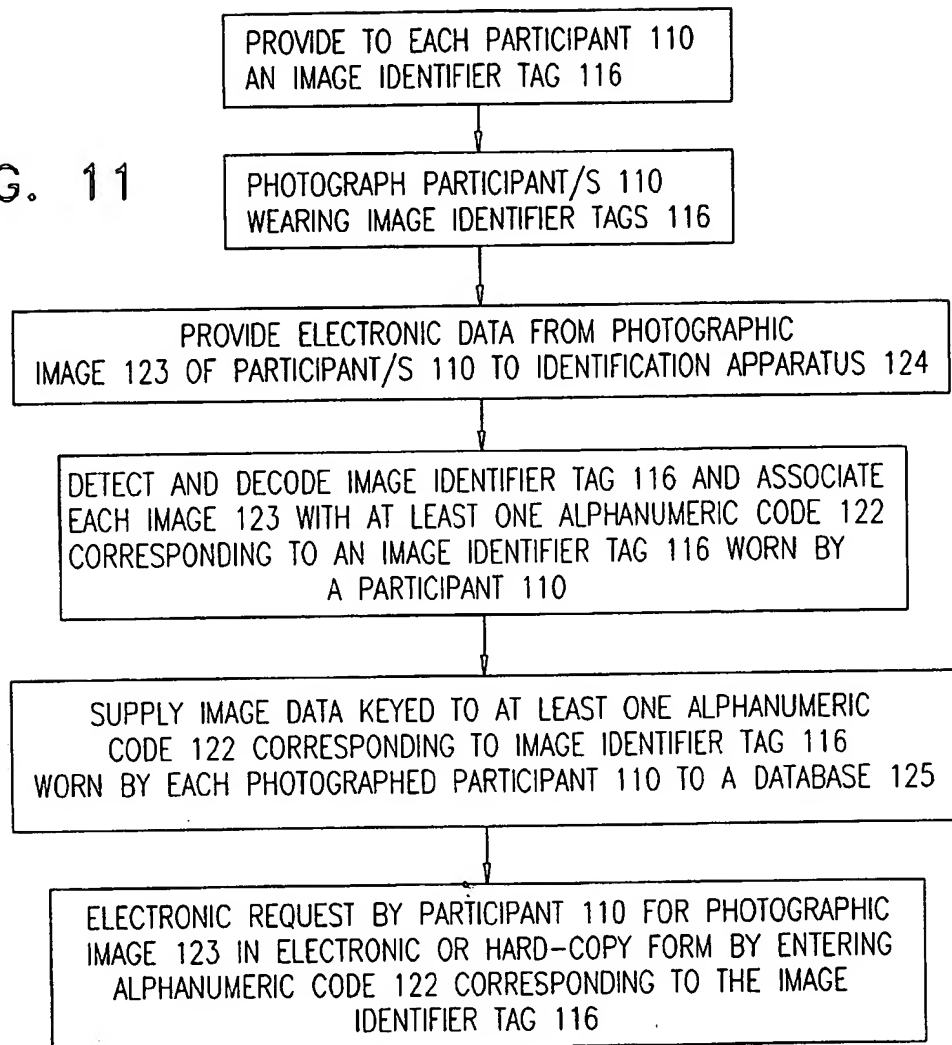 PROVIDE TO EACH PARTICIPANT 110
AN IMAGE IDENTIFIER TAG 116
G. 11
PHOTOGRAPH PARTICIPANT/S 110
WEARING IMAGE IDENTIFIER TAGS 116
PROVIDE ELECTRONIC DATA FROM PHOTOGRAPHIC
IMAGE 123 OF PARTICIPANT/S 110 TO IDENTIFICATION APPARATUS 124
DETECT AND DECODE IMAGE IDENTIFIER TAG 116 AND ASSOCIATE
EACH IMAGE 123 WITH AT LEAST ONE ALPHANUMERIC CODE 122
CORRESPONDING TO AN IMAGE IDENTIFIER TAG 116 WORN BY
A PARTICIPANT 110
SUPPLY IMAGE DATA KEYED TO AT LEAST ONE ALPHANUMERIC
CODE 122 CORRESPONDING TO IMAGE IDENTIFIER TAG 116
WORN BY EACH PHOTOGRAPHED PARTICIPANT 110 TO A DATABASE 125
ELECTRONIC REQUEST BY PARTICIPANT 110 FOR PHOTOGRAPHIC
IMAGE 123 IN ELECTRONIC OR HARD-COPY FORM BY ENTERING
ALPHANUMERIC CODE 122 CORRESPONDING TO THE IMAGE
IDENTIFIER TAG 116